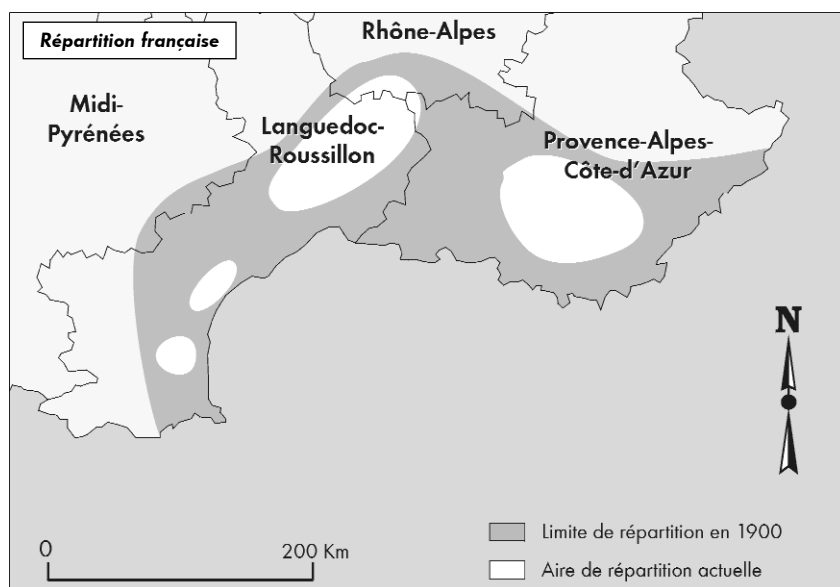 Répartition française
Rhône-Alpes
Midi-
Pyrénées
Languedoc-
Roussillon
Provence-Alpes-
Côte-d'Azur
N
0
200 Km
Limite de répartition en 1900
Aire de répartition actuelle